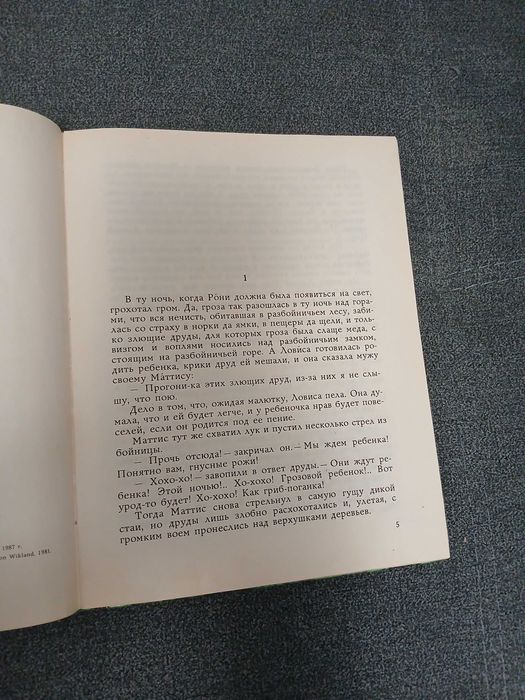 1
В ту ночь, когда Рóни должна была появиться на свет,
грохотал гром. Да, гроза так разошлась в ту ночь над гора-
ми, что вся нечисть, обитавшая в разбойничьем лесу, заби-
лась со страху в норки да ямки, в пещеры да щели, и толь-
ко злющие друды, для которых гроза была слаще меда, с
визгом и воплями носились над разбойничьим замком,
стоящим на разбойничьей горе. А Ловиса готовилась ро-
дить ребенка, крики друд ей мешали, и она сказала мужу
своему Мáттису:
— Прогони-ка этих злющих друд, из-за них я не слы-
шу, что пою.
Дело в том, что, ожидая малютку, Ловиса пела. Она ду-
мала, что и ей будет легче, и у ребеночка нрав будет пове-
селей, если он родится под ее пение.
Маттис тут же схватил лук и пустил несколько стрел из
бойницы.
— Прочь отсюда! — закричал он.— Мы ждем ребенка!
Понятно вам, гнусные рожи!
— Хохо-хо! — завопили в ответ друды.— Они ждут ре-
бенка! Этой ночью!.. Хо-хохо! Грозовой ребенок!.. Вот
урод-то будет! Хо-хохо! Как гриб-поганка!
Тогда Маттис снова стрельнул в самую гущу дикой
стаи, но друды лишь злобно расхохотались и, улетая, с
громким воем пронеслись над верхушками деревьев.
5
1987 г.
on Wikland, 1981.